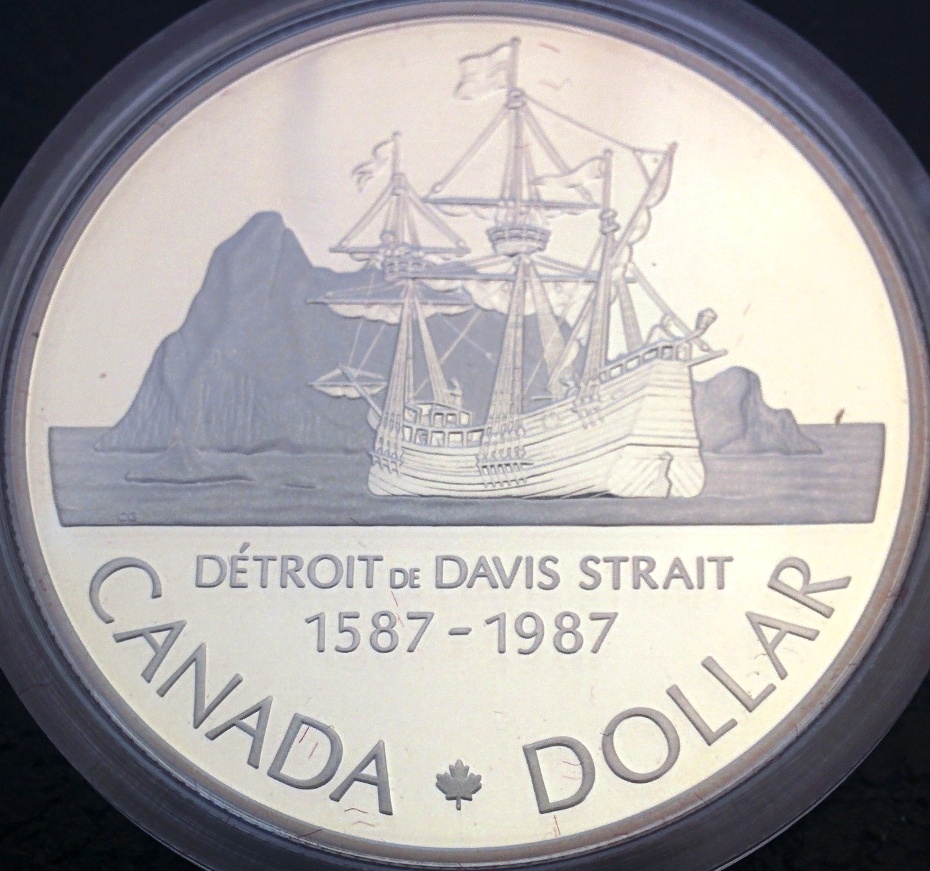 DÉTROIT DE DAVIS STRAIT
1587-1987
CANADA DOLLAR